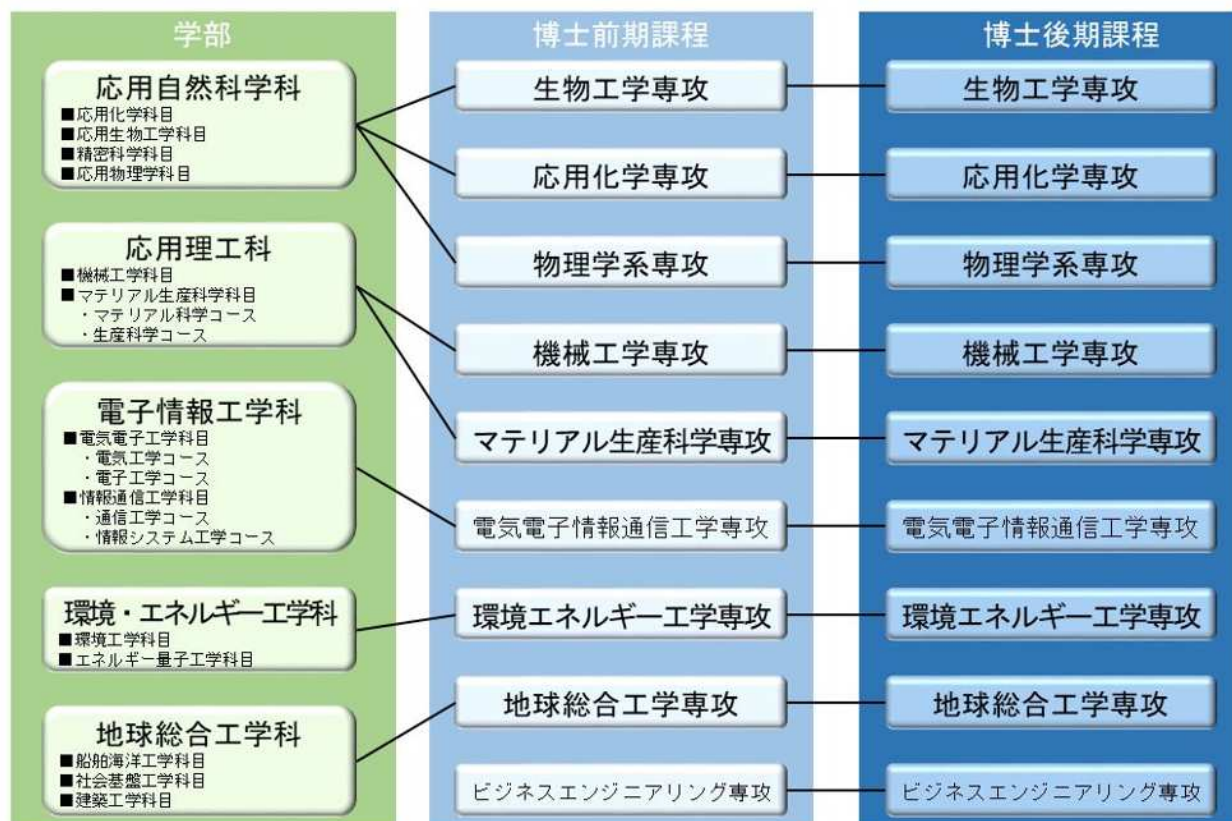 学部
応用自然科学科
■応用化学科目
■応用生物工学科目
■精密科学科目
■応用物理学科目
応用理工科
■機械工学科目
■マテリアル生産科学科目
・マテリアル科学コース
・生産科学コース
電子情報工学科
■電気電子工学科目
・電気工学コース
・電子工学コース
■情報通信工学科目
・通信工学コース
・情報システム工学コース
環境・エネルギー工学科
■環境工学科目
■エネルギー量子工学科目
地球総合工学科
■船舶海洋工学科目
■社会基盤工学科目
■建築工学科目
博士前期課程
生物工学専攻
応用化学専攻
物理学系専攻
機械工学専攻
マテリアル生産科学専攻
電気電子情報通信工学専攻
環境エネルギー工学専攻
地球総合工学専攻
ビジネスエンジニアリング専攻
博士後期課程
生物工学専攻
応用化学専攻
物理学系専攻
機械工学専攻
マテリアル生産科学専攻
電気電子情報通信工学専攻
環境エネルギー工学専攻
地球総合工学専攻
ビジネスエンジニアリング専攻